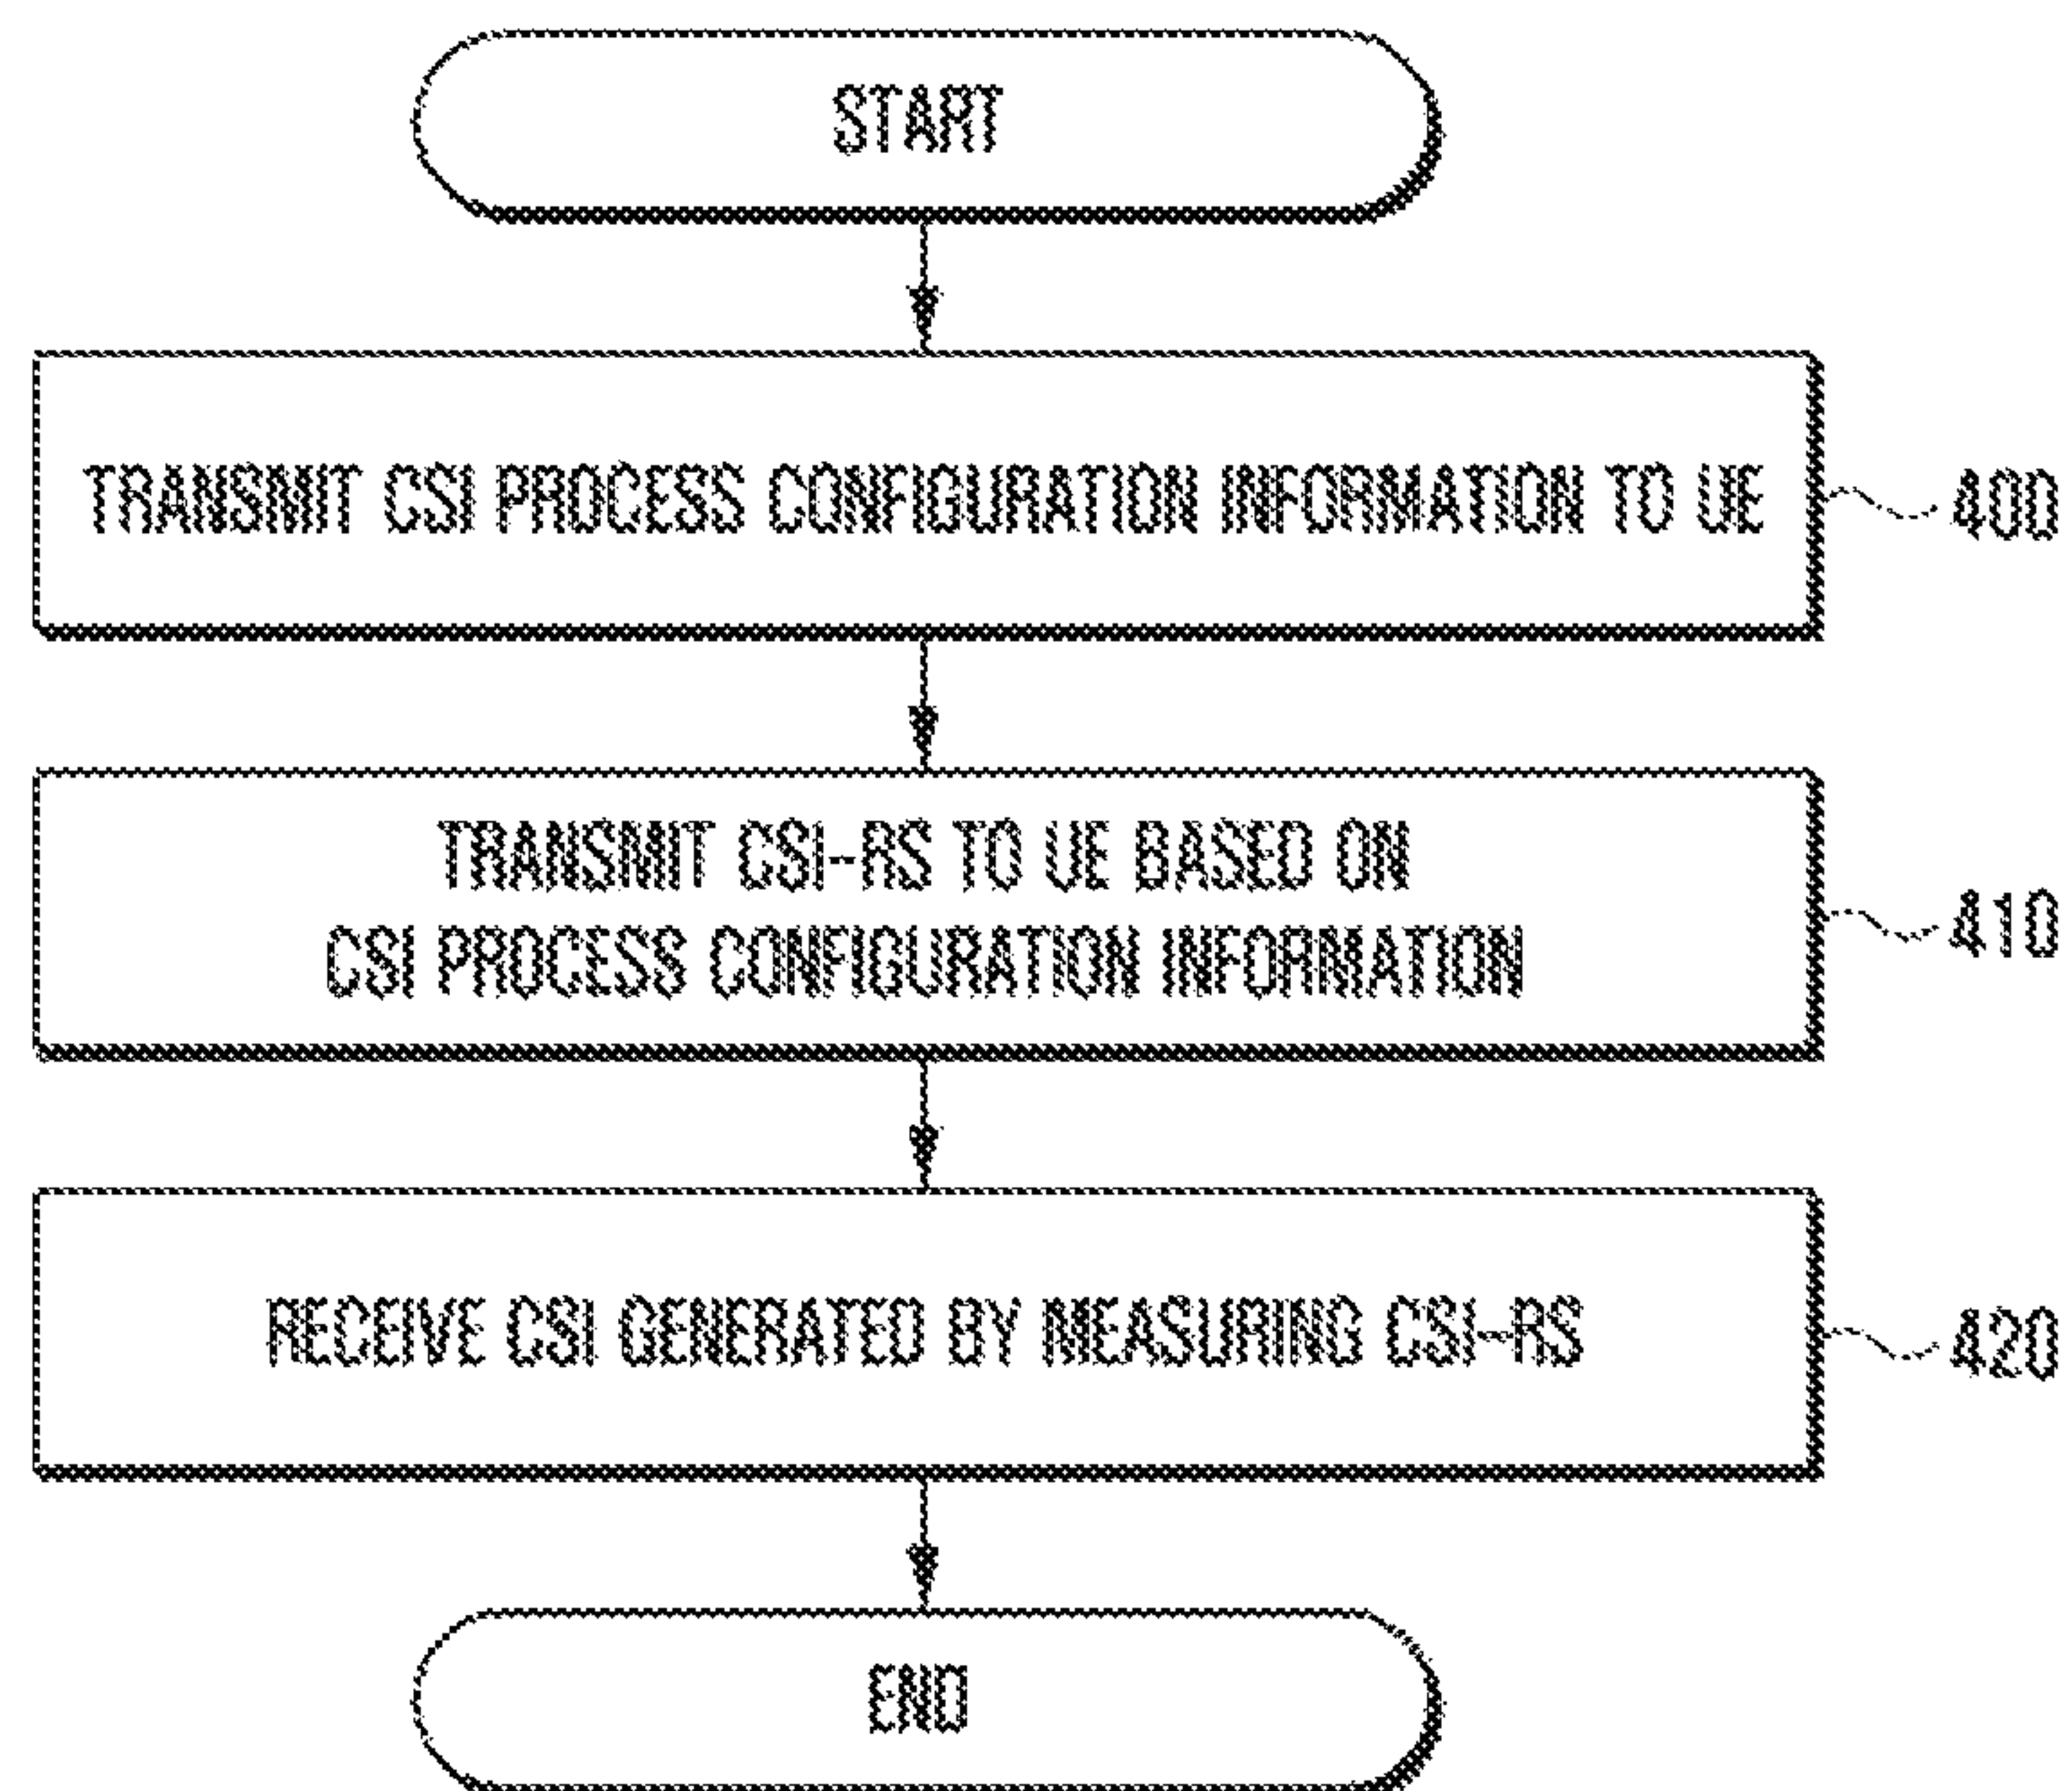 START
TRANSMIT CSI PROCESS CONFIGURATION INFORMATION TO UE
400
TRANSMIT CSI-RS TO UE BASED ON
CSI PROCESS CONFIGURATION INFORMATION
410
RECEIVE CSI GENERATED BY MEASURING CSI-RS
420
END